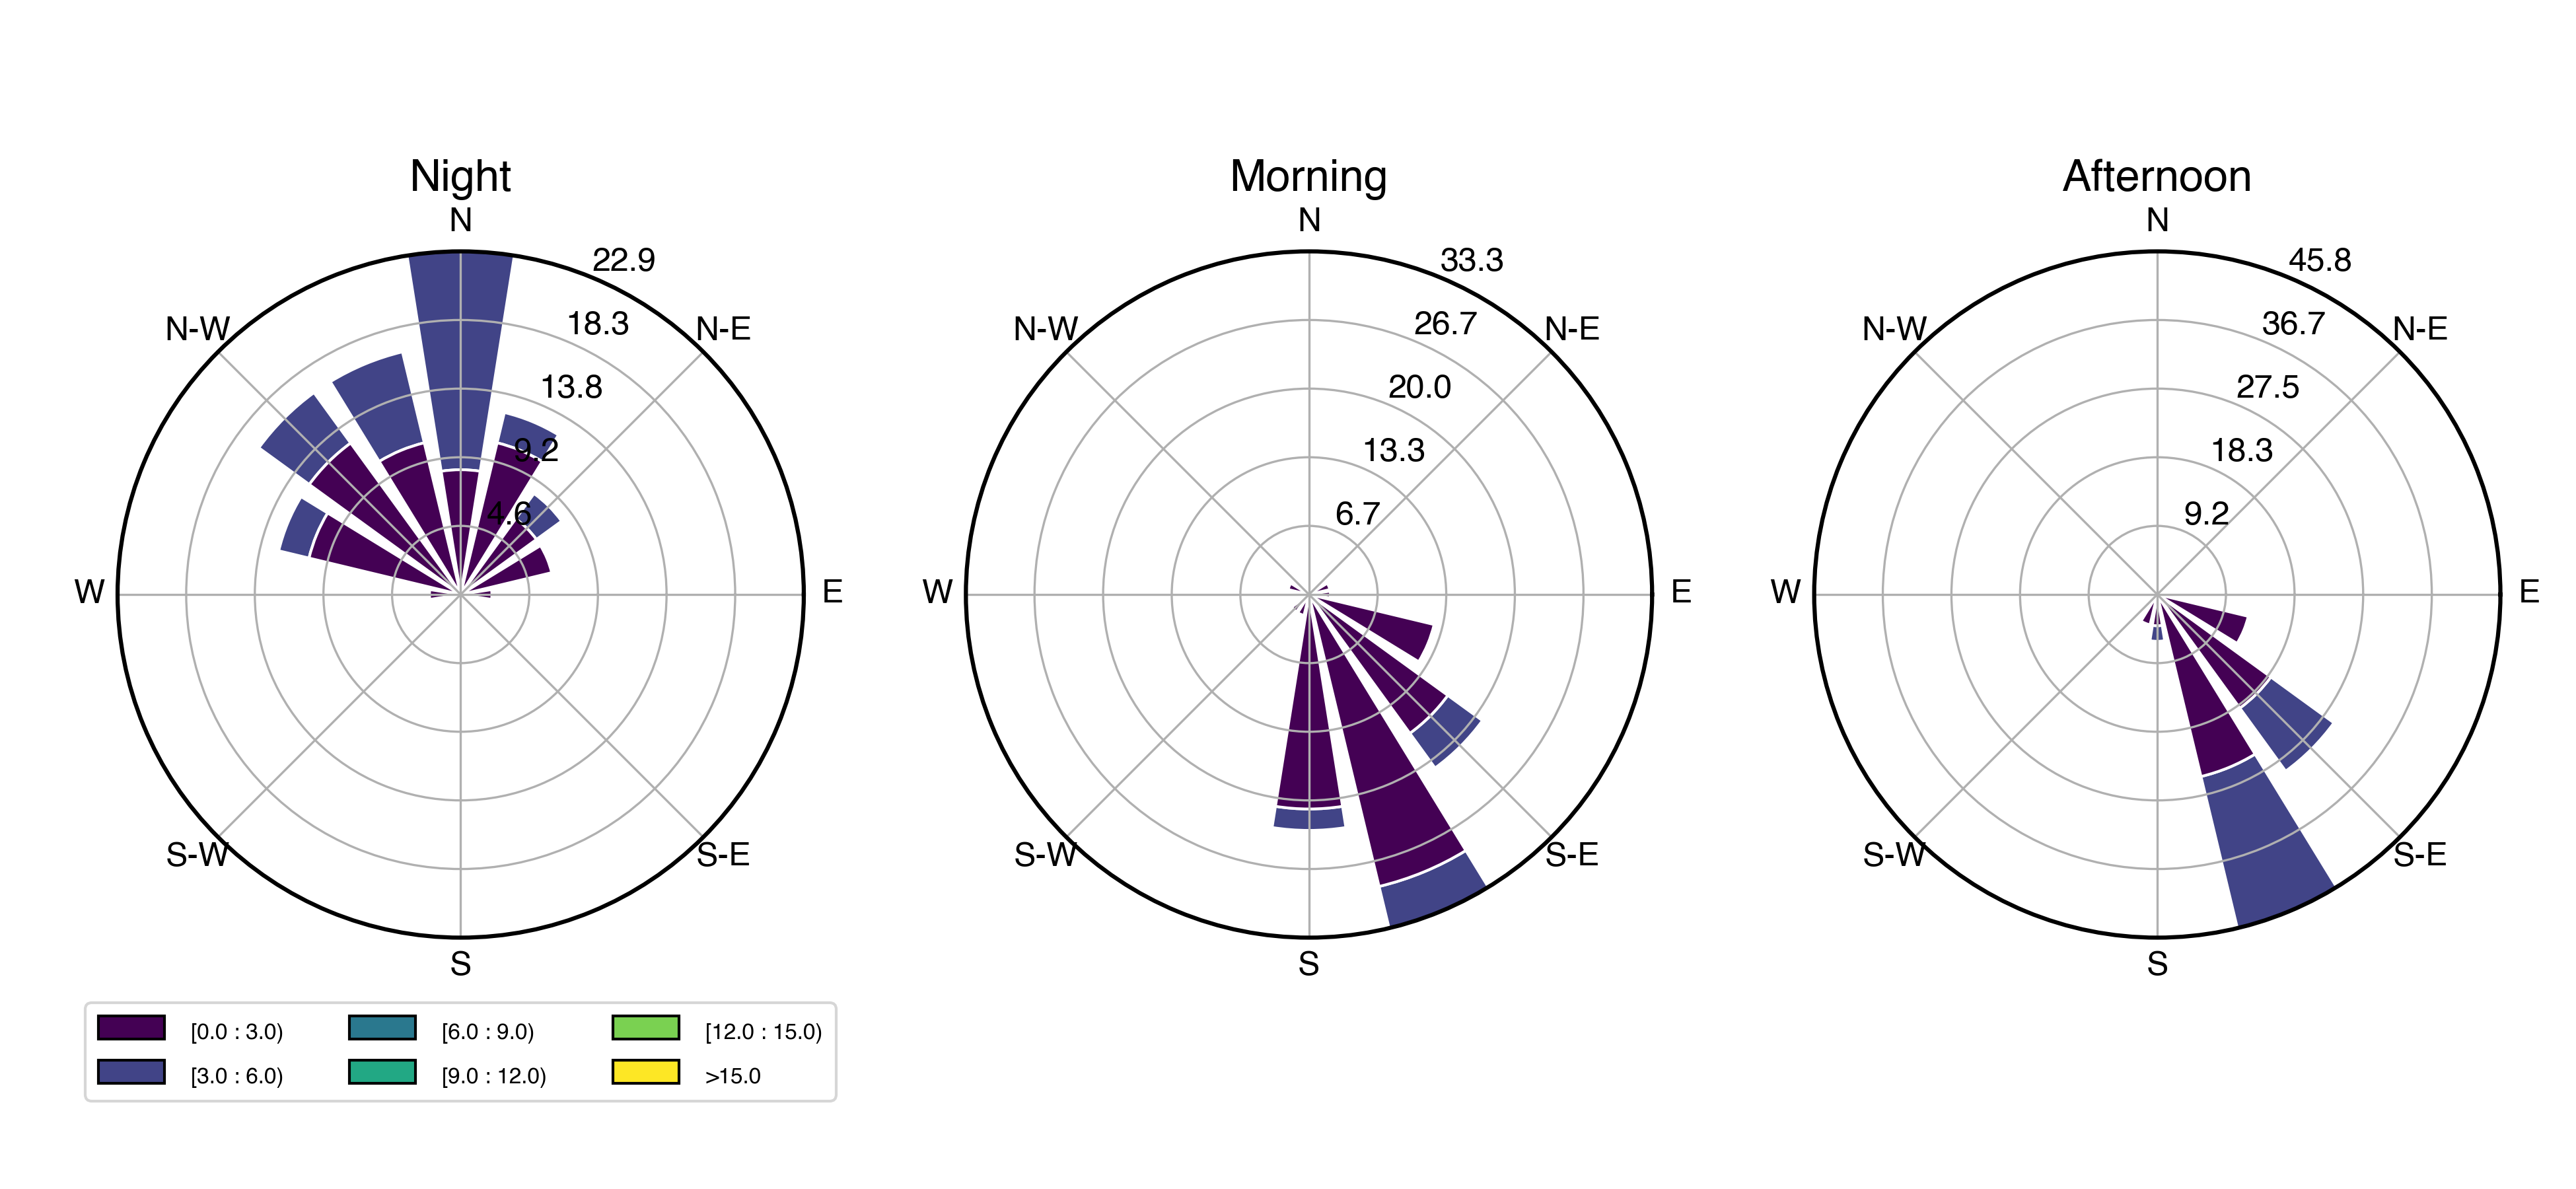 Night
N
22.9
18.3
N-W
N-E
13.8
9.2
4.6
W
E
S-W
S-E
S
Morning
N
33.3
26.7
N-W
N-E
20.0
13.3
6.7
W
E
S-W
S-E
S
Afternoon
N
45.8
36.7
N-W
N-E
27.5
18.3
9.2
W
E
S-W
S-E
S
[0.0 : 3.0)
[3.0 : 6.0)
[6.0 : 9.0)
[9.0 : 12.0)
[12.0 : 15.0)
>15.0